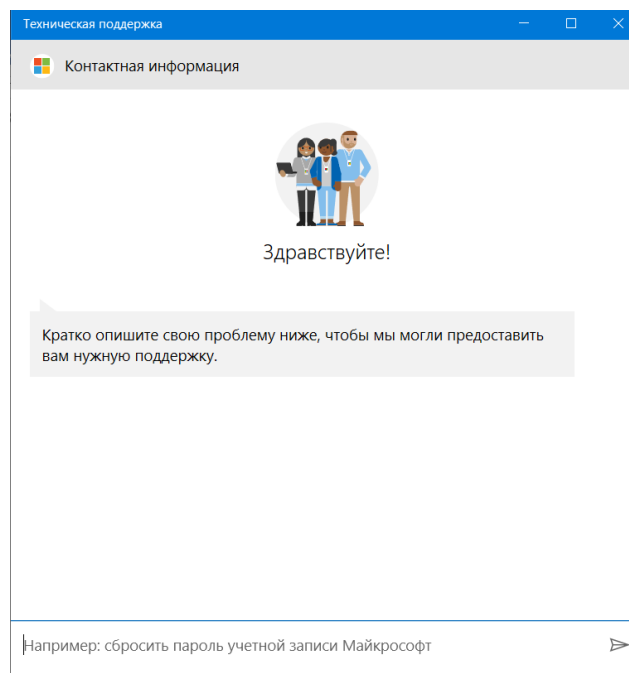 Техническая поддержка
Контактная информация
Здравствуйте!
Кратко опишите свою проблему ниже, чтобы мы могли предоставить
вам нужную поддержку.
Например: сбросить пароль учетной записи Майкрософт